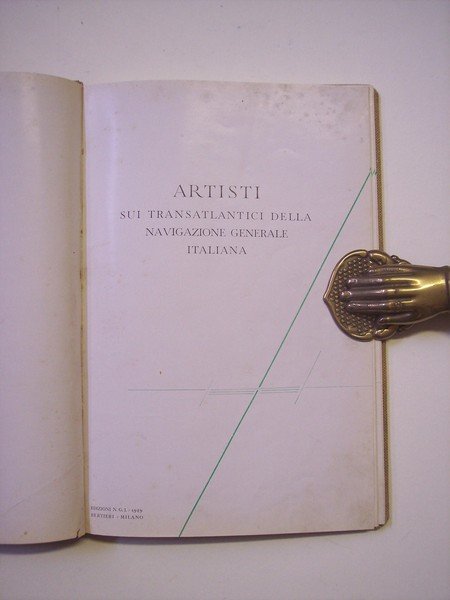 ARTISTI
SUI TRANSATLANTICI DELLA
NAVIGAZIONE GENERALE
ITALIANA
EDIZIONI N. G. I. - 1929
BERTIERI - MILANO